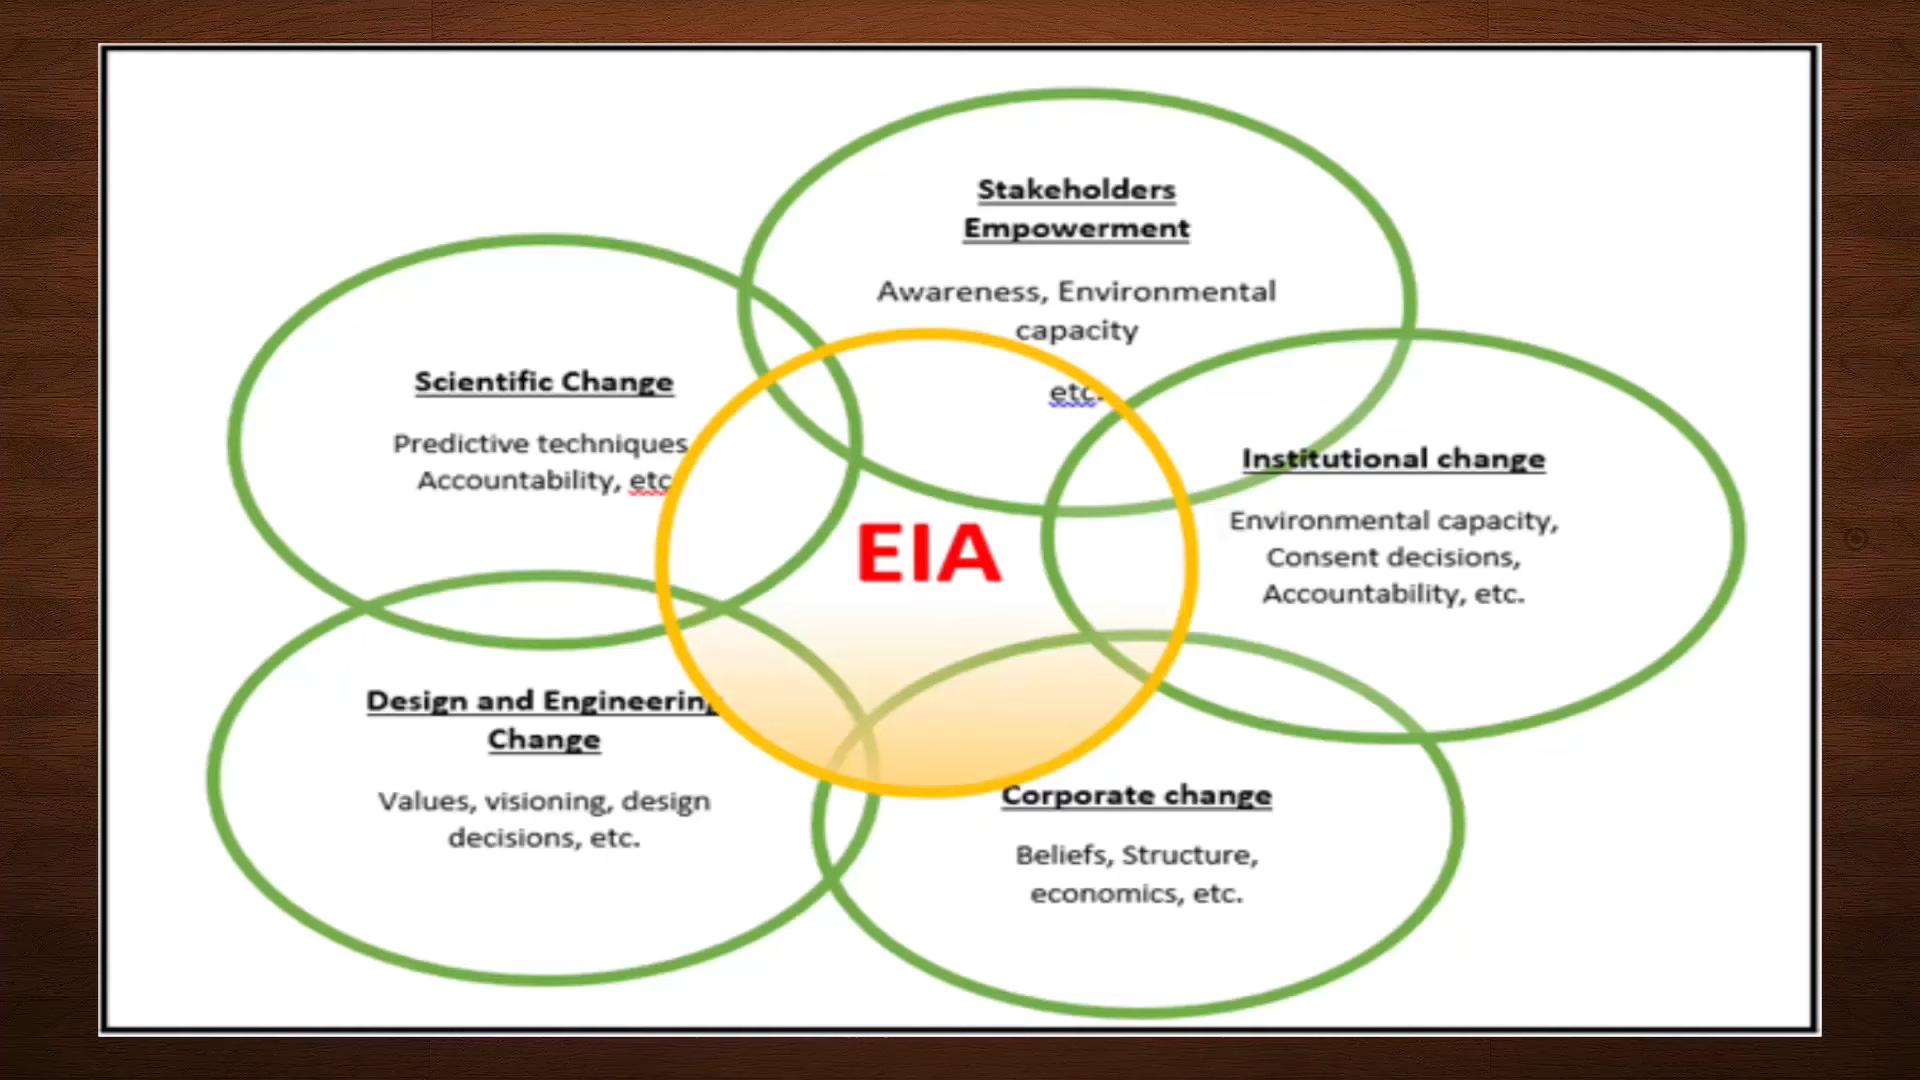 Stakeholders
Empowerment
Awareness, Environmental
capacity
etc.
Scientific Change
Predictive techniques
Accountability, etc
Institutional change
Environmental capacity,
Consent decisions,
Accountability, etc.
EIA
Design and Engineering
Change
Values, visioning, design
decisions, etc.
Corporate change
Beliefs, Structure,
economics, etc.